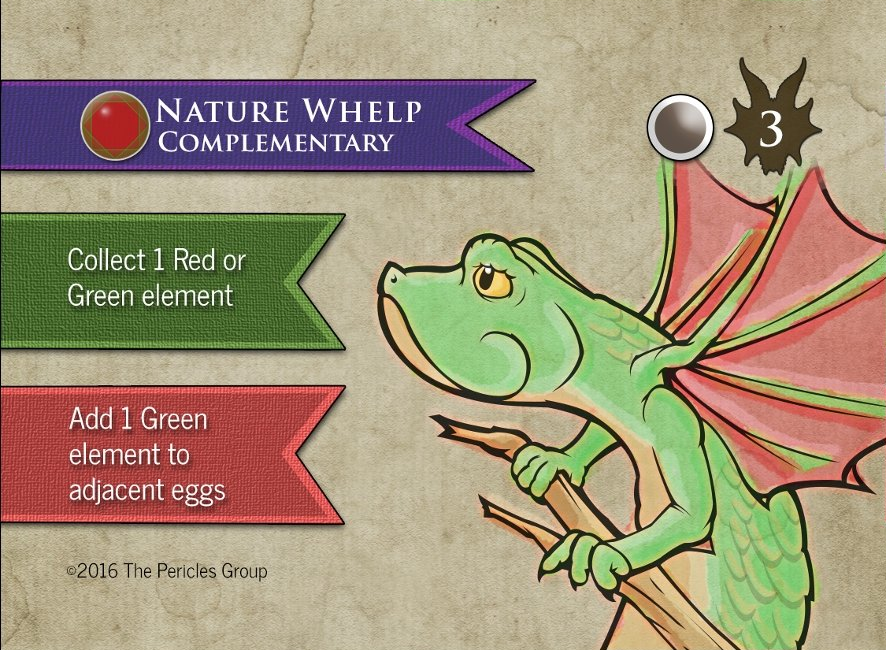 NATURE WHELP
COMPLEMENTARY
3
Collect 1 Red or
Green element
Add 1 Green
element to
adjacent eggs
©2016 The Pericles Group